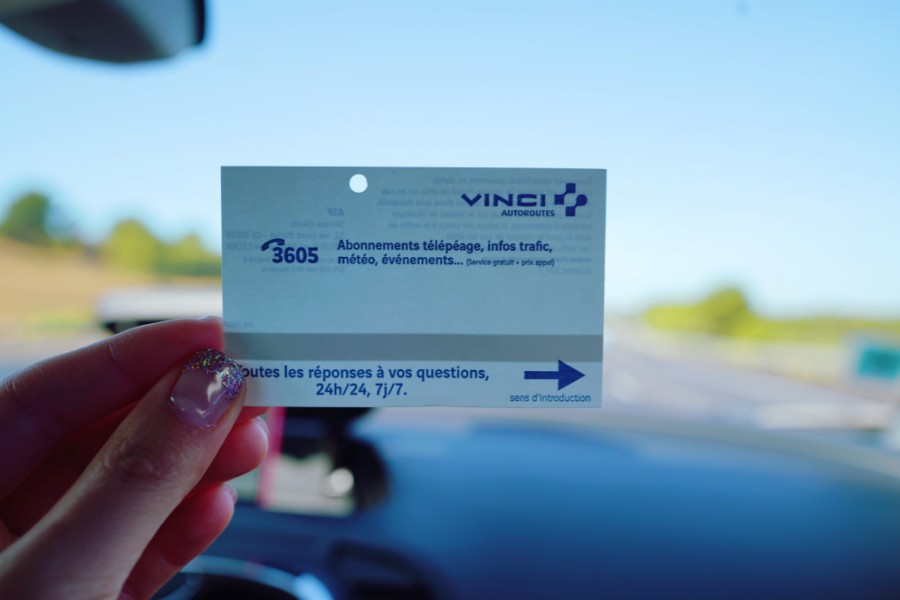 VINCI
AUTOROUTES
3605
Abonnements télépéage, infos trafic,
météo, événements... (Service gratuit + prix appel)
Toutes les réponses à vos questions,
24h/24, 7j/7.
sens d'introduction